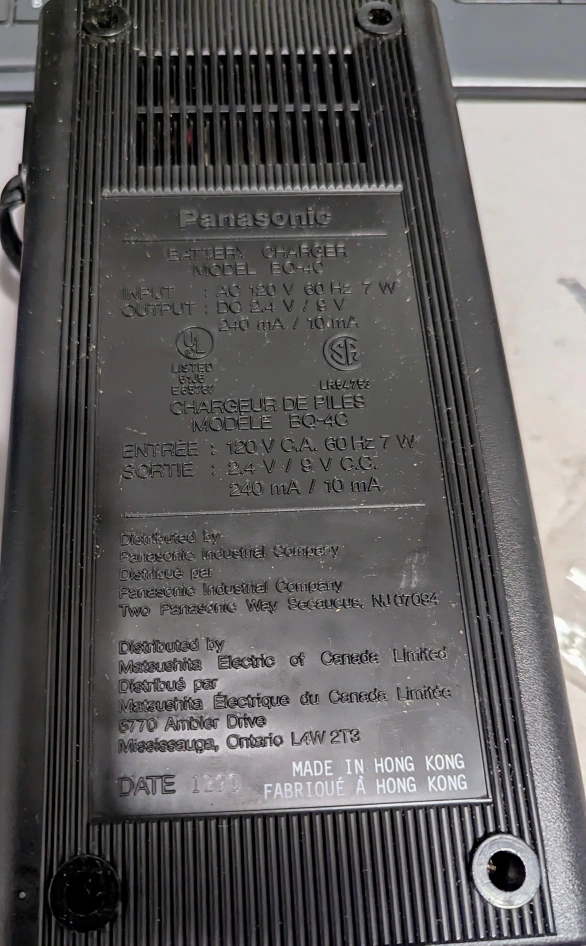 Panasonic
BATTERY CHARGER
MODEL BQ-4C
INPUT : AC 120 V 60 Hz 7 W
OUTPUT : DC 2.4 V / 9 V
240 mA / 10 mA
UL
LISTED
LR54753
CHARGEUR DE PILES
MODÈLE BQ-4C
ENTRÉE : 120 V C.A. 60 Hz 7 W
SORTIE : 2.4 V / 9 V C.C.
240 mA / 10 mA
Distributed by
Panasonic Industrial Company
Distribué par
Panasonic Industrial Company
Two Panasonic Way Secaucus, NJ 07094
Distributed by
Matsushita Electric of Canada Limited
Distribué par
Matsushita Électrique du Canada Limitée
5770 Ambler Drive
Mississauga, Ontario L4W 2T3
MADE IN HONG KONG
DATE FABRIQUÉ À HONG KONG